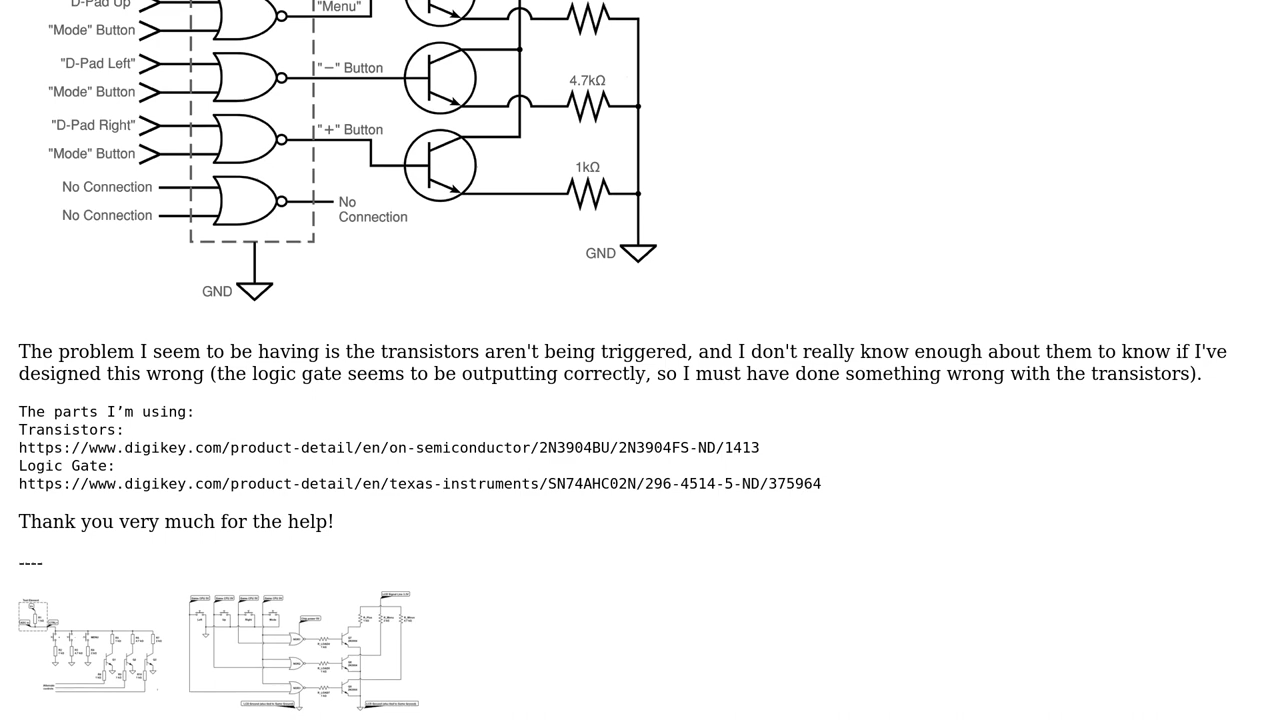 D-Pad Up
"Menu"
"Mode" Button
"D-Pad Left"
"—" Button
4.7kΩ
"Mode" Button
"D-Pad Right"
"+" Button
"Mode" Button
1kΩ
No Connection
No Connection
No
Connection
GND
GND
The problem I seem to be having is the transistors aren't being triggered, and I don't really know enough about them to know if I've
designed this wrong (the logic gate seems to be outputting correctly, so I must have done something wrong with the transistors).
The parts I’m using:
Transistors:
https://www.digikey.com/product-detail/en/on-semiconductor/2N3904BU/2N3904FS-ND/1413
Logic Gate:
https://www.digikey.com/product-detail/en/texas-instruments/SN74AHC02N/296-4514-5-ND/375964
Thank you very much for the help!
----